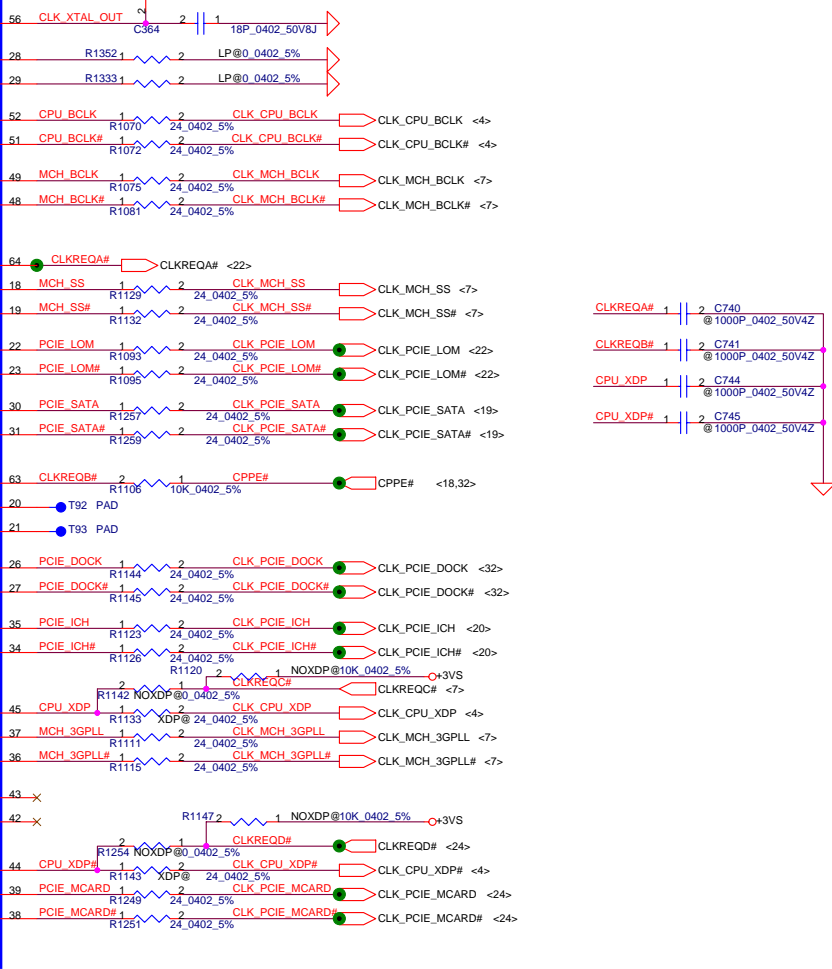 56 CLK_XTAL_OUT 2 2 1
C364 18P_0402_50V8J
28 R1352 1 2 LP@0_0402_5%
29 R1333 1 2 LP@0_0402_5%
52 CPU_BCLK 1 2 CLK_CPU_BCLK CLK_CPU_BCLK <4>
R1070 24_0402_5%
51 CPU_BCLK# 1 2 CLK_CPU_BCLK# CLK_CPU_BCLK# <4>
R1072 24_0402_5%
49 MCH_BCLK 1 2 CLK_MCH_BCLK CLK_MCH_BCLK <7>
R1075 24_0402_5%
48 MCH_BCLK# 1 2 CLK_MCH_BCLK# CLK_MCH_BCLK# <7>
R1081 24_0402_5%
64 CLKREQA# CLKREQA# <22>
18 MCH_SS 1 2 CLK_MCH_SS CLK_MCH_SS <7>
R1129 24_0402_5%
19 MCH_SS# 1 2 CLK_MCH_SS# CLK_MCH_SS# <7>
R1132 24_0402_5%
22 PCIE_LOM 1 2 CLK_PCIE_LOM CLK_PCIE_LOM <22>
R1093 24_0402_5%
23 PCIE_LOM# 1 2 CLK_PCIE_LOM# CLK_PCIE_LOM# <22>
R1095 24_0402_5%
30 PCIE_SATA 1 2 CLK_PCIE_SATA CLK_PCIE_SATA <19>
R1257 24_0402_5%
31 PCIE_SATA# 1 2 CLK_PCIE_SATA# CLK_PCIE_SATA# <19>
R1259 24_0402_5%
63 CLKREQB# 2 1 CPPE# CPPE# <18,32>
R1106 10K_0402_5%
20 T92 PAD
21 T93 PAD
26 PCIE_DOCK 1 2 CLK_PCIE_DOCK CLK_PCIE_DOCK <32>
R1144 24_0402_5%
27 PCIE_DOCK# 1 2 CLK_PCIE_DOCK# CLK_PCIE_DOCK# <32>
R1145 24_0402_5%
35 PCIE_ICH 1 2 CLK_PCIE_ICH CLK_PCIE_ICH <20>
R1123 24_0402_5%
34 PCIE_ICH# 1 2 CLK_PCIE_ICH# CLK_PCIE_ICH# <20>
R1126 24_0402_5%
R1120 2 1 NOXDP@10K_0402_5% +3VS
2 1 CLKREQC# CLKREQC# <7>
R1142 NOXDP@0_0402_5%
45 CPU_XDP 1 2 CLK_CPU_XDP CLK_CPU_XDP <4>
R1133 XDP@ 24_0402_5%
37 MCH_3GPLL 1 2 CLK_MCH_3GPLL CLK_MCH_3GPLL <7>
R1111 24_0402_5%
36 MCH_3GPLL# 1 2 CLK_MCH_3GPLL# CLK_MCH_3GPLL# <7>
R1115 24_0402_5%
43
42 R1147 2 1 NOXDP@10K_0402_5% +3VS
2 1 CLKREQD# CLKREQD# <24>
R1254 NOXDP@0_0402_5%
44 CPU_XDP# 1 2 CLK_CPU_XDP# CLK_CPU_XDP# <4>
R1143 XDP@ 24_0402_5%
39 PCIE_MCARD 1 2 CLK_PCIE_MCARD CLK_PCIE_MCARD <24>
R1249 24_0402_5%
38 PCIE_MCARD# 1 2 CLK_PCIE_MCARD# CLK_PCIE_MCARD# <24>
R1251 24_0402_5%
CLKREQA# 1 2 C740
@1000P_0402_50V4Z
CLKREQB# 1 2 C741
@1000P_0402_50V4Z
CPU_XDP 1 2 C744
@1000P_0402_50V4Z
CPU_XDP# 1 2 C745
@1000P_0402_50V4Z